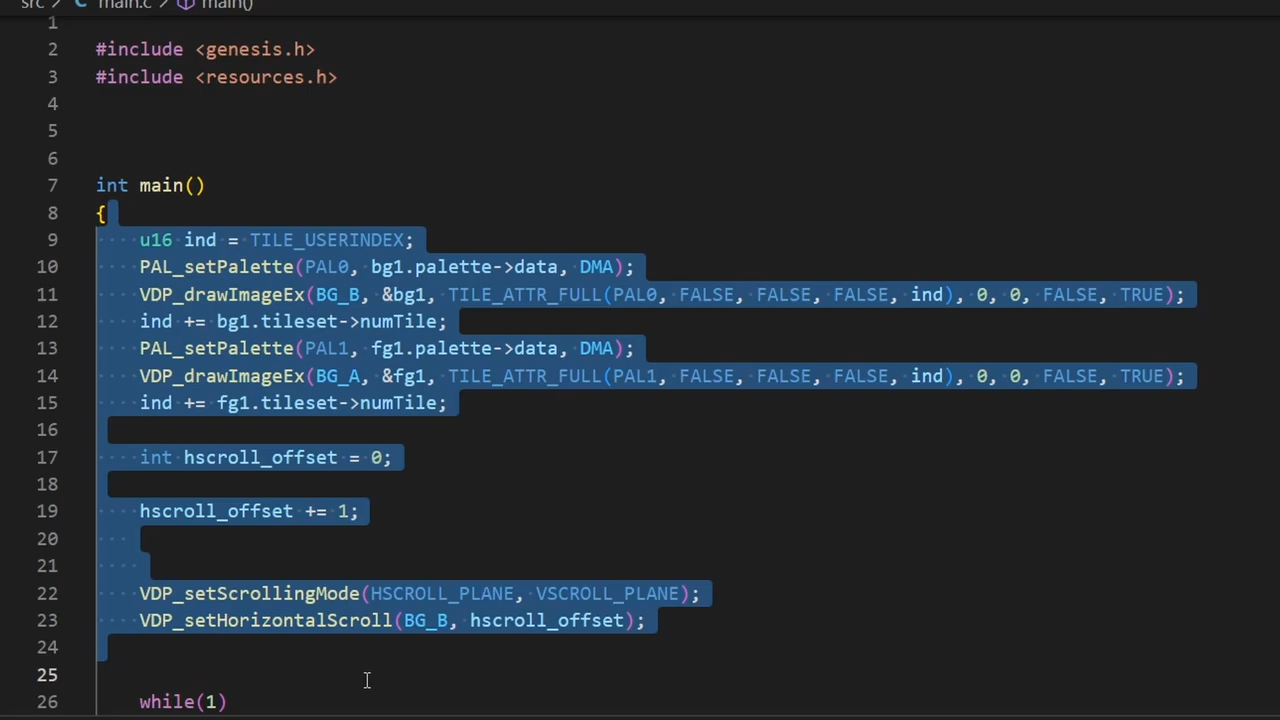 src > C main.c > main()
1
2 #include <genesis.h>
3 #include <resources.h>
4
5
6
7 int main()
8 {
9 u16 ind = TILE_USERINDEX;
10 PAL_setPalette(PAL0, bg1.palette->data, DMA);
11 VDP_drawImageEx(BG_B, &bg1, TILE_ATTR_FULL(PAL0, FALSE, FALSE, FALSE, ind), 0, 0, FALSE, TRUE);
12 ind += bg1.tileset->numTile;
13 PAL_setPalette(PAL1, fg1.palette->data, DMA);
14 VDP_drawImageEx(BG_A, &fg1, TILE_ATTR_FULL(PAL1, FALSE, FALSE, FALSE, ind), 0, 0, FALSE, TRUE);
15 ind += fg1.tileset->numTile;
16
17 int hscroll_offset = 0;
18
19 hscroll_offset += 1;
20
21
22 VDP_setScrollingMode(HSCROLL_PLANE, VSCROLL_PLANE);
23 VDP_setHorizontalScroll(BG_B, hscroll_offset);
24
25
26 while(1)